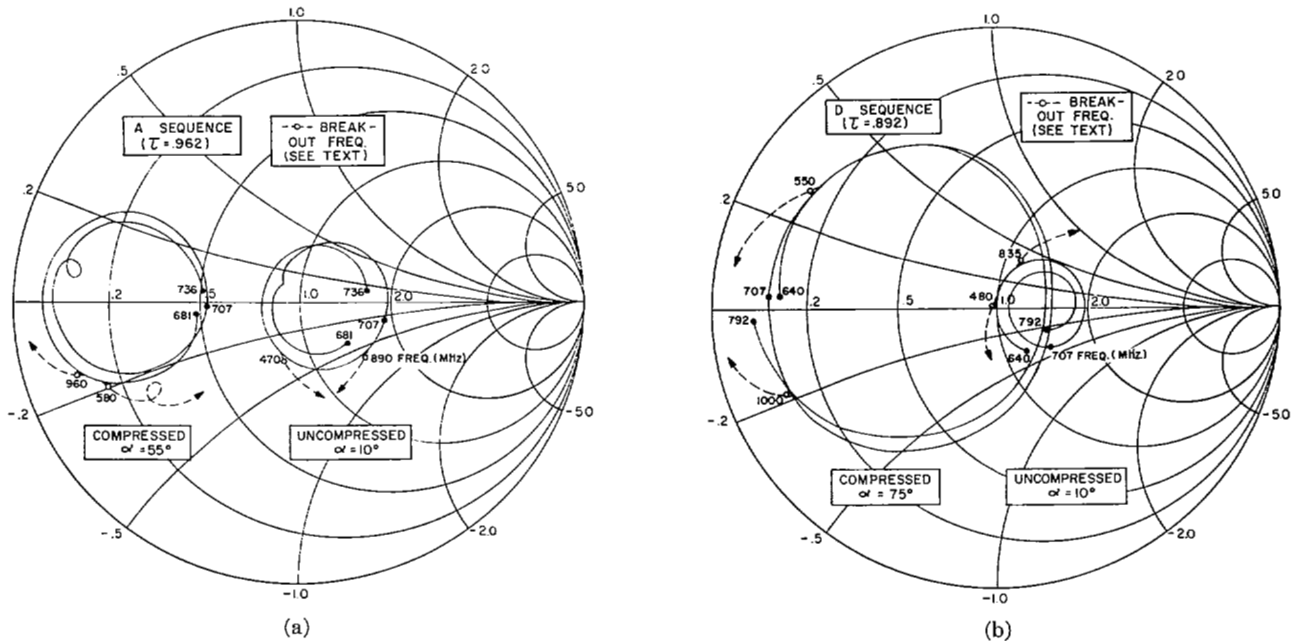 1.0
.5
2.0
A SEQUENCE
(τ = .962)
--o-- BREAK-
OUT FREQ.
(SEE TEXT)
.2
5.0
736
736
.2
.5
1.0
2.0
707
681
707
681
470
890 FREQ. (MHz)
960
580
-.2
-5.0
COMPRESSED
α = 55°
UNCOMPRESSED
α = 10°
-.5
-2.0
-1.0
(a)
1.0
.5
2.0
D SEQUENCE
(τ = .892)
--o-- BREAK-
OUT FREQ.
(SEE TEXT)
550
.2
5.0
835
707
640
480
1.0
.2
.5
2.0
792
792
640
707 FREQ. (MHz)
1000
-.2
-5.0
COMPRESSED
α = 75°
UNCOMPRESSED
α = 10°
-.5
-2.0
-1.0
(b)